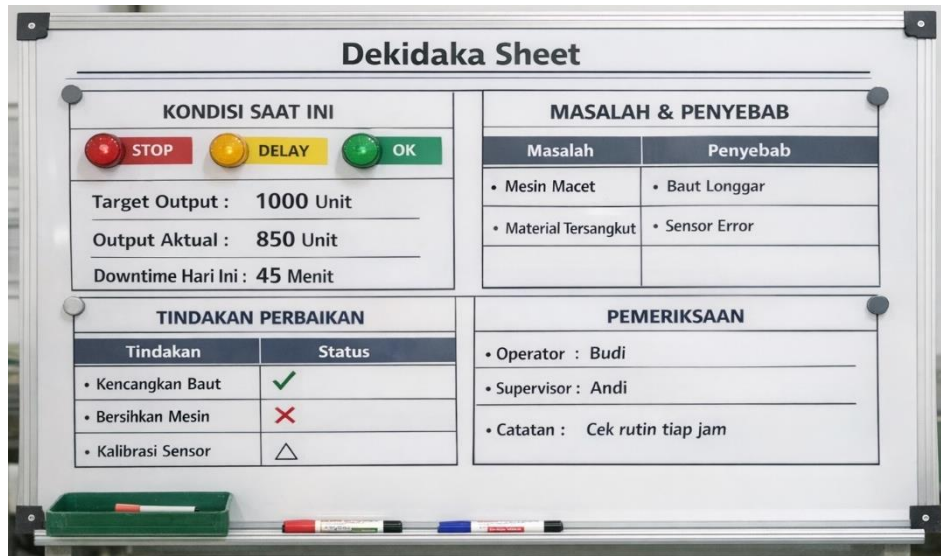 Dekidaka Sheet
KONDISI SAAT INI
STOP DELAY OK
Target Output : 1000 Unit
Output Aktual : 850 Unit
Downtime Hari Ini : 45 Menit
MASALAH & PENYEBAB
Masalah Penyebab
• Mesin Macet • Baut Longgar
• Material Tersangkut • Sensor Error
TINDAKAN PERBAIKAN
Tindakan Status
• Kencangkan Baut ✓
• Bersihkan Mesin ✕
• Kalibrasi Sensor △
PEMERIKSAAN
• Operator : Budi
• Supervisor : Andi
• Catatan : Cek rutin tiap jam